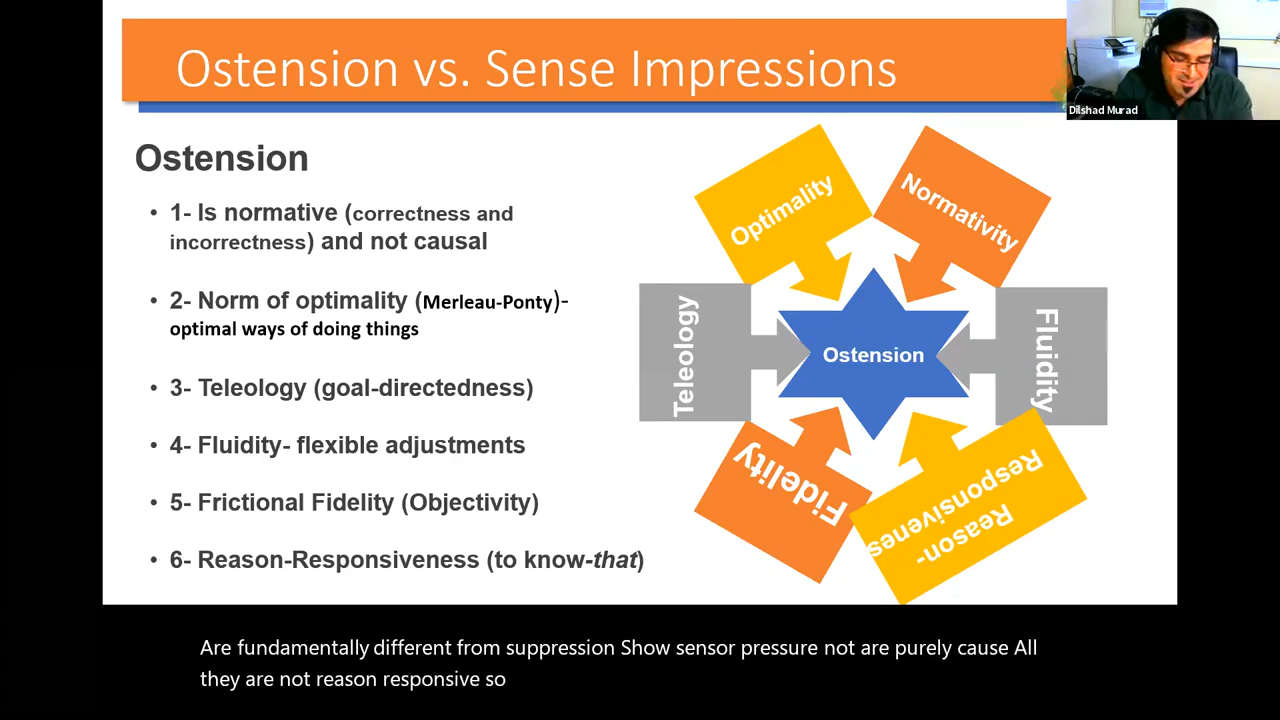 Ostension vs. Sense Impressions
Dilshad Murad
Ostension
• 1- Is normative (correctness and
incorrectness) and not causal
• 2- Norm of optimality (Merleau-Ponty)-
optimal ways of doing things
• 3- Teleology (goal-directedness)
• 4- Fluidity- flexible adjustments
• 5- Frictional Fidelity (Objectivity)
• 6- Reason-Responsiveness (to know-that)
Optimality
Normativity
Teleology
Ostension
Fluidity
Fidelity
Reason-
Responsiveness
Are fundamentally different from suppression Show sensor pressure not are purely cause All
they are not reason responsive so